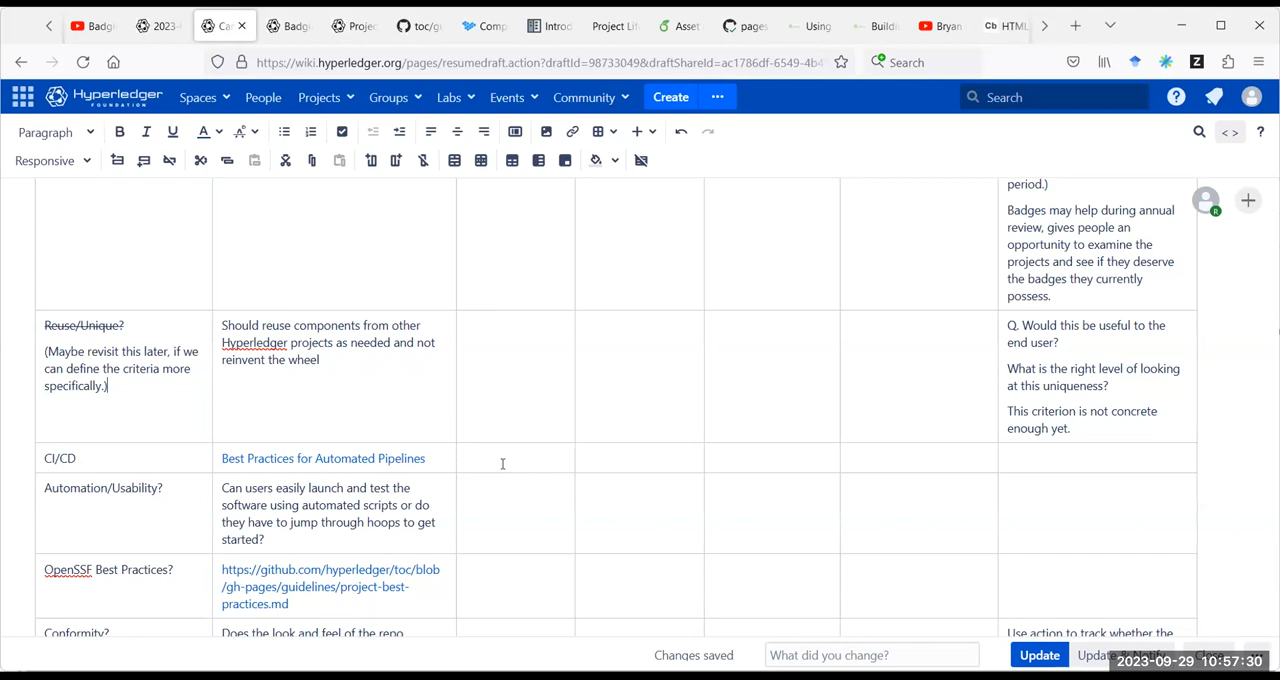 Badg
2023-
Ca
Badg
Projec
toc/g
Comp
Introd
Project Lif
Asset
pages
Using
Buildi
Bryan
Cb HTML
https://wiki.hyperledger.org/pages/resumedraft.action?draftId=98733049&draftShareId=ac1786df-6549-4b4
Search
HYPERLEDGER
FOUNDATION
Spaces
People
Projects
Groups
Labs
Events
Community
Create
Search
Paragraph
B I U A
Responsive
period.)
Badges may help during annual
review, gives people an
opportunity to examine the
projects and see if they deserve
the badges they currently
possess.
Reuse/Unique?
(Maybe revisit this later, if we
can define the criteria more
specifically.)
Should reuse components from other
Hyperledger projects as needed and not
reinvent the wheel
Q. Would this be useful to the
end user?
What is the right level of looking
at this uniqueness?
This criterion is not concrete
enough yet.
CI/CD
Best Practices for Automated Pipelines
Automation/Usability?
Can users easily launch and test the
software using automated scripts or do
they have to jump through hoops to get
started?
OpenSSF Best Practices?
https://github.com/hyperledger/toc/blob
/gh-pages/guidelines/project-best-
practices.md
Conformity?
Does the look and feel of the repo
Use action to track whether the
Changes saved
What did you change?
Update
Update & Notify
Close
2023-09-29 10:57:30